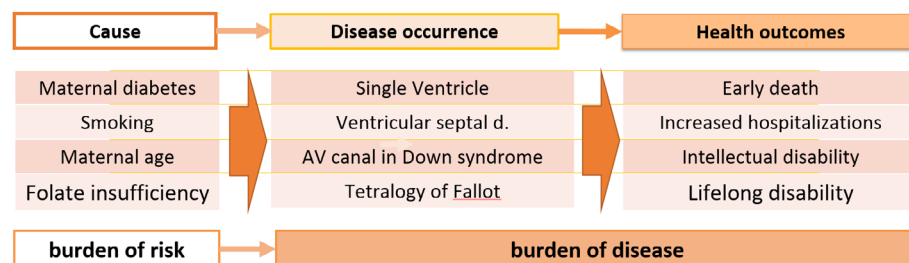 Cause
Disease occurrence
Health outcomes
Maternal diabetes
Single Ventricle
Early death
Smoking
Ventricular septal d.
Increased hospitalizations
Maternal age
AV canal in Down syndrome
Intellectual disability
Folate insufficiency
Tetralogy of Fallot
Lifelong disability
burden of risk
burden of disease